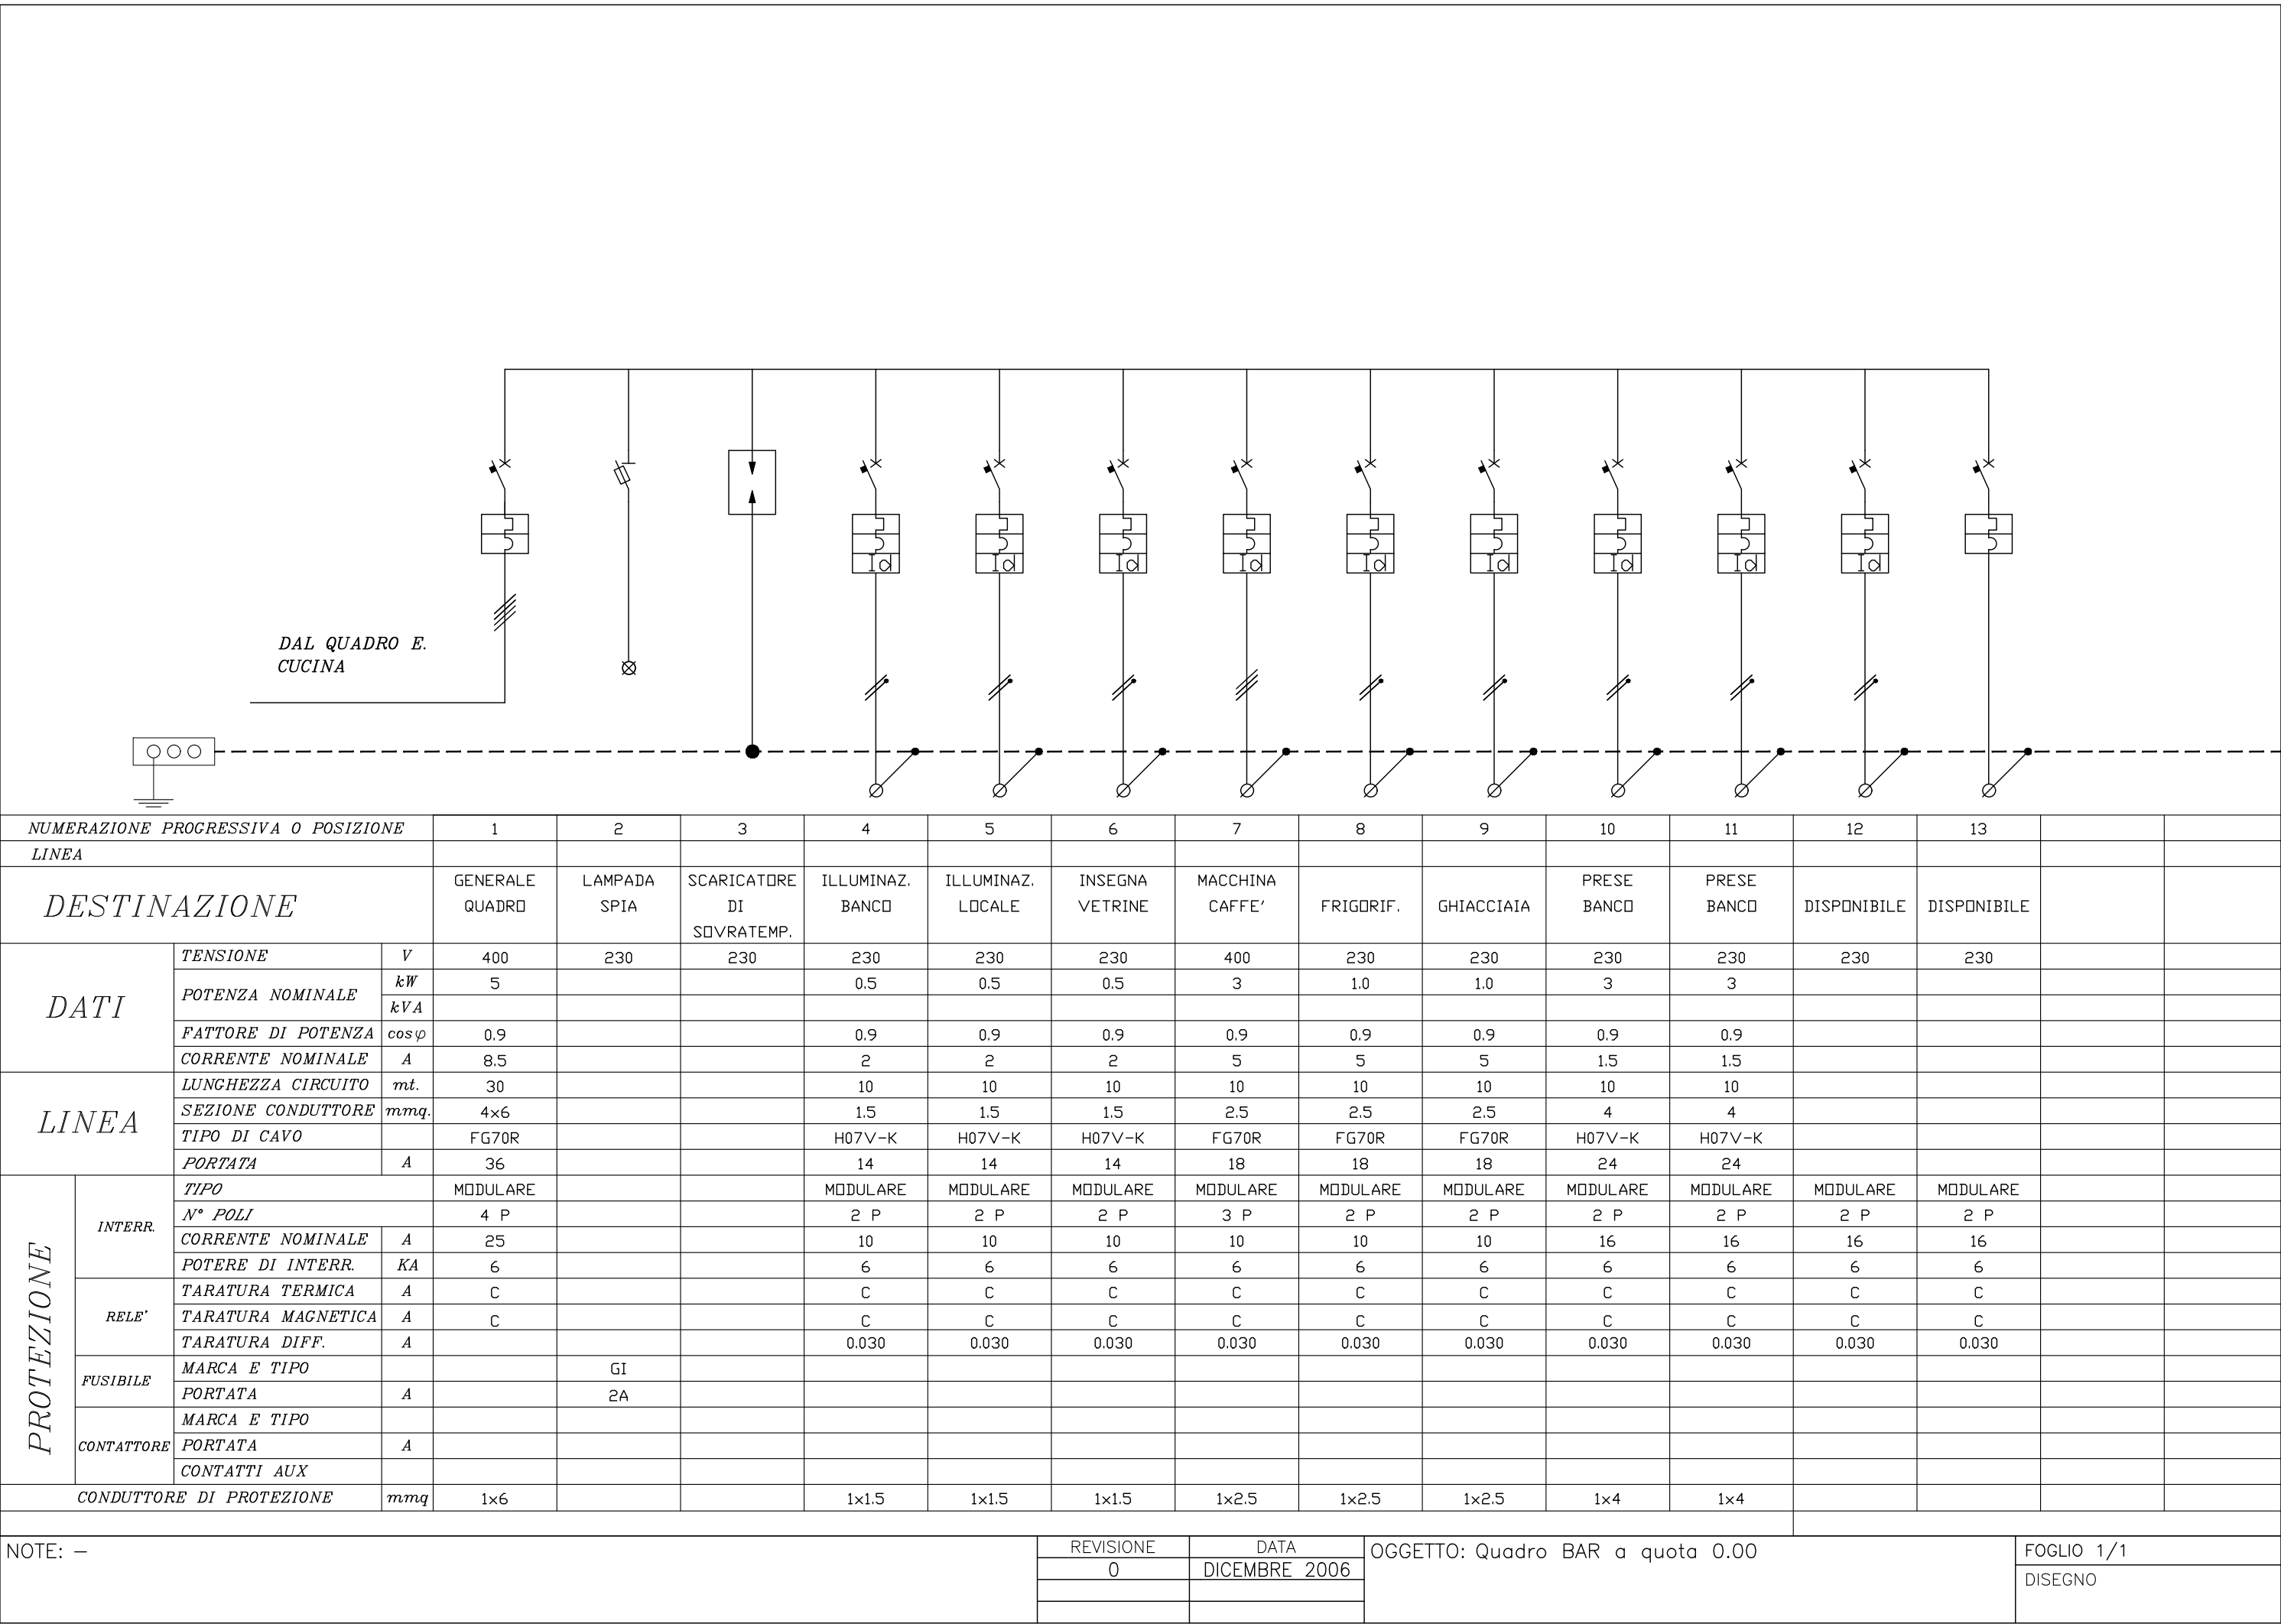 Id Id Id Id Id Id Id Id Id
DAL QUADRO E.
CUCINA
NUMERAZIONE PROGRESSIVA O POSIZIONE 1 2 3 4 5 6 7 8 9 10 11 12 13
LINEA
GENERALE LAMPADA SCARICATORE ILLUMINAZ. ILLUMINAZ. INSEGNA MACCHINA PRESE PRESE
DESTINAZIONE QUADRO SPIA DI BANCO LOCALE VETRINE CAFFE' FRIGORIF. GHIACCIAIA BANCO BANCO DISPONIBILE DISPONIBILE
SOVRATEMP.
DATI
TENSIONE V 400 230 230 230 230 230 400 230 230 230 230 230 230
POTENZA NOMINALE kW 5 0.5 0.5 0.5 3 1.0 1.0 3 3
kVA
FATTORE DI POTENZA cosφ 0.9 0.9 0.9 0.9 0.9 0.9 0.9 0.9 0.9
CORRENTE NOMINALE A 8.5 2 2 2 5 5 5 1.5 1.5
LINEA
LUNGHEZZA CIRCUITO mt. 30 10 10 10 10 10 10 10 10
SEZIONE CONDUTTORE mmq. 4x6 1.5 1.5 1.5 2.5 2.5 2.5 4 4
TIPO DI CAVO FG70R H07V-K H07V-K H07V-K FG70R FG70R FG70R H07V-K H07V-K
PORTATA A 36 14 14 14 18 18 18 24 24
PROTEZIONE
INTERR.
TIPO MODULARE MODULARE MODULARE MODULARE MODULARE MODULARE MODULARE MODULARE MODULARE MODULARE MODULARE
N° POLI 4 P 2 P 2 P 2 P 3 P 2 P 2 P 2 P 2 P 2 P 2 P
CORRENTE NOMINALE A 25 10 10 10 10 10 10 16 16 16 16
POTERE DI INTERR. KA 6 6 6 6 6 6 6 6 6 6 6
RELE'
TARATURA TERMICA A C C C C C C C C C C C
TARATURA MAGNETICA A C C C C C C C C C C C
TARATURA DIFF. A 0.030 0.030 0.030 0.030 0.030 0.030 0.030 0.030 0.030 0.030
FUSIBILE
MARCA E TIPO GI
PORTATA A 2A
CONTATTORE
MARCA E TIPO
PORTATA A
CONTATTI AUX
CONDUTTORE DI PROTEZIONE mmq 1x6 1x1.5 1x1.5 1x1.5 1x2.5 1x2.5 1x2.5 1x4 1x4
NOTE: -
REVISIONE DATA
0 DICEMBRE 2006
OGGETTO: Quadro BAR a quota 0.00
FOGLIO 1/1
DISEGNO